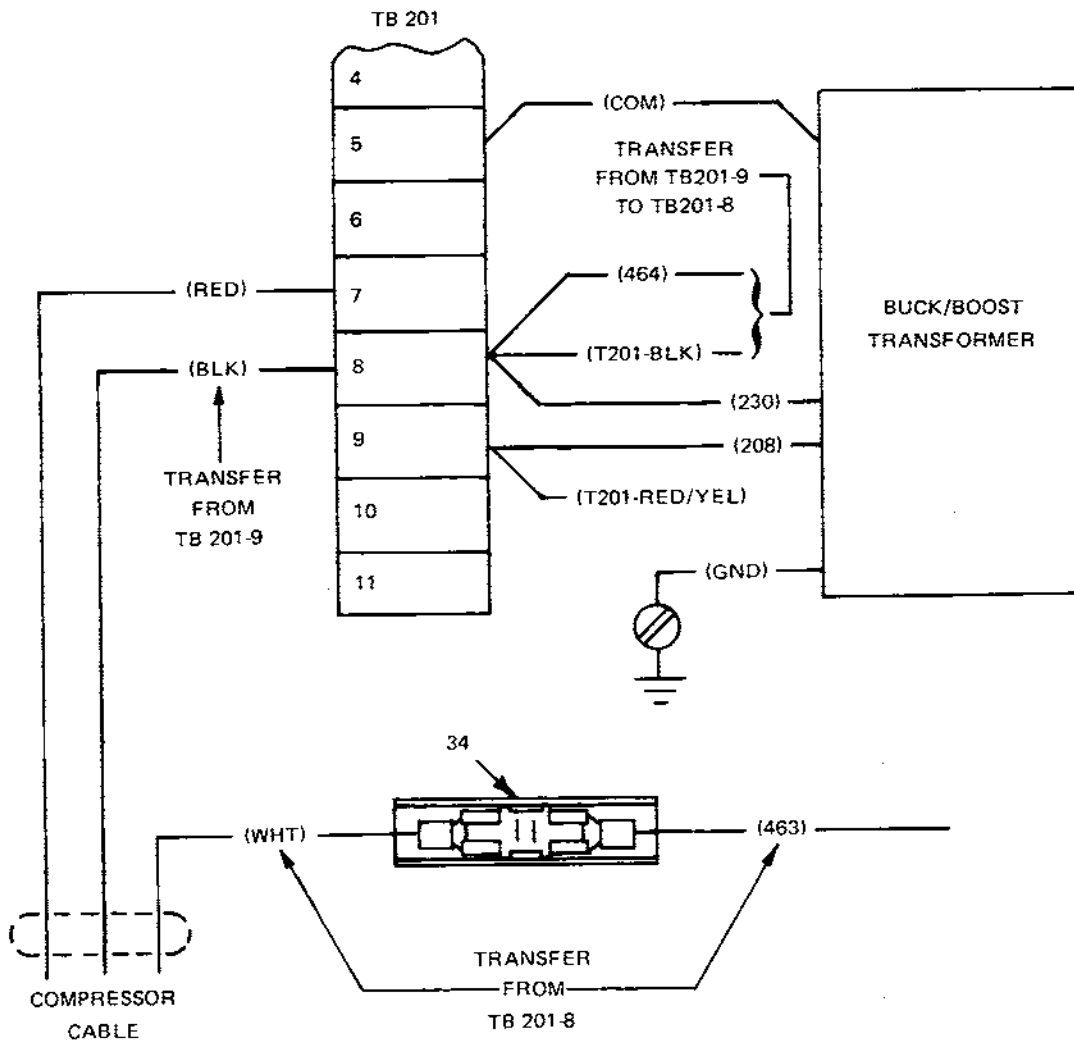 TB 201
4
5
6
7
8
9
10
11
(COM)
TRANSFER
FROM TB201-9
TO TB201-8
(464)
(T201-BLK)
(230)
(208)
(T201-RED/YEL)
(GND)
BUCK/BOOST
TRANSFORMER
(RED)
(BLK)
TRANSFER
FROM
TB 201-9
34
(WHT)
(463)
TRANSFER
FROM
TB 201-8
COMPRESSOR
CABLE